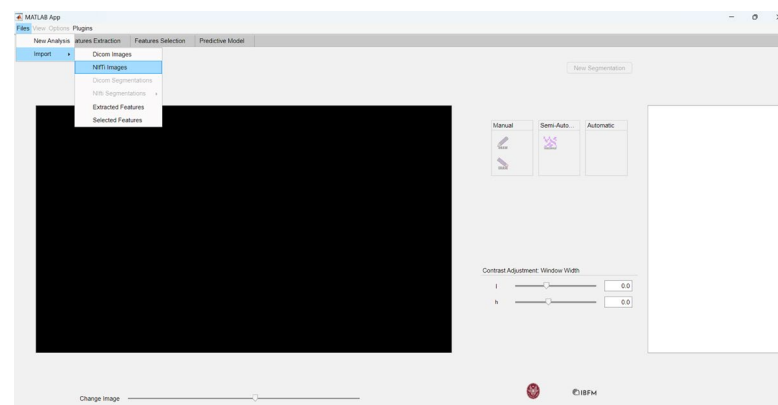 MATLAB App
Files View Options Plugins
New Analysis atures Extraction Features Selection Predictive Model
Import Dicom Images
NIfTI Images
New Segmentation
Dicom Segmentations
Nifti Segmentations
Extracted Features
Selected Features
Manual Semi-Auto... Automatic
Contrast Adjustment: Window Width
l 0.0
h 0.0
IBFM
Change Image